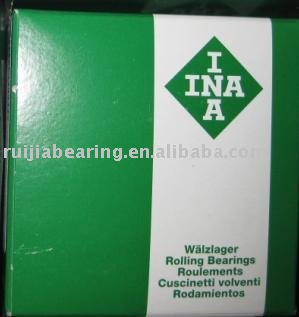 I
INA
A
ruijiabearing.en.alibaba.com
Wälzlager
Rolling Bearings
Roulements
Cuscinetti volventi
Rodamientos